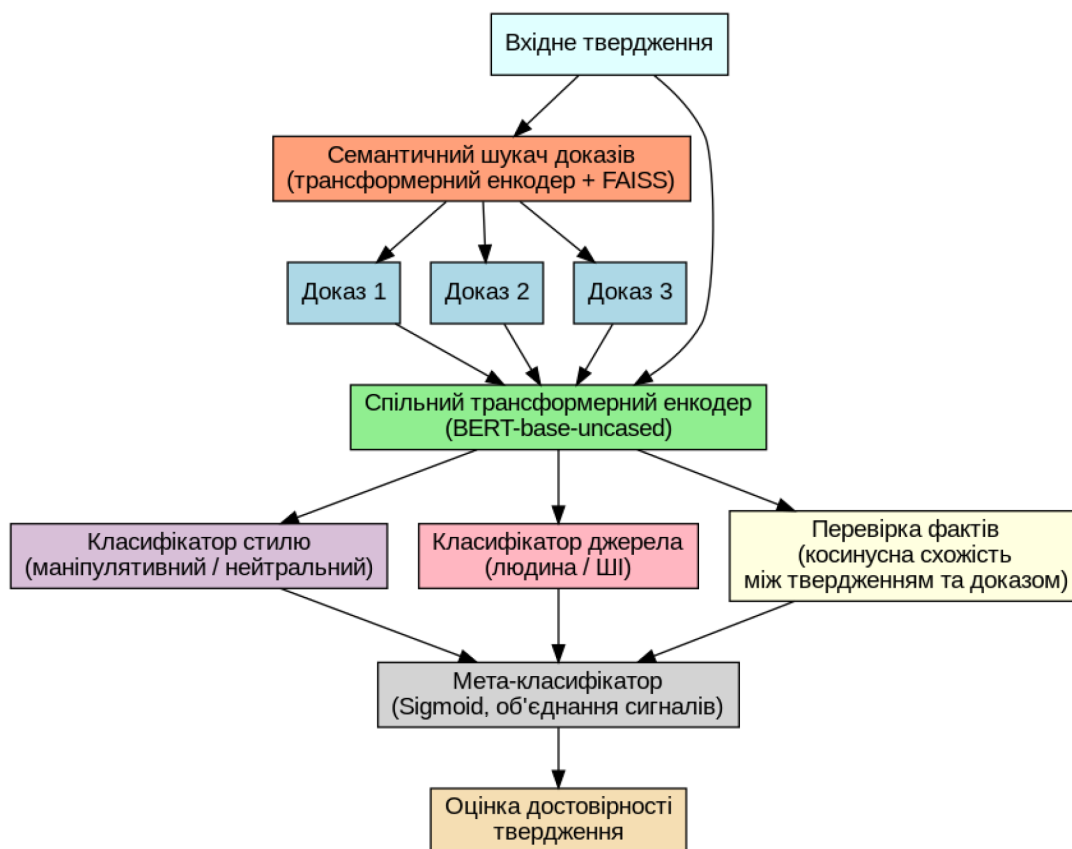 Вхідне твердження
Семантичний шукач доказів
(трансформерний енкодер + FAISS)
Доказ 1
Доказ 2
Доказ 3
Спільний трансформерний енкодер
(BERT-base-uncased)
Класифікатор стилю
(маніпулятивний / нейтральний)
Класифікатор джерела
(людина / ШІ)
Перевірка фактів
(косинусна схожість
між твердженням та доказом)
Мета-класифікатор
(Sigmoid, об'єднання сигналів)
Оцінка достовірності
твердження